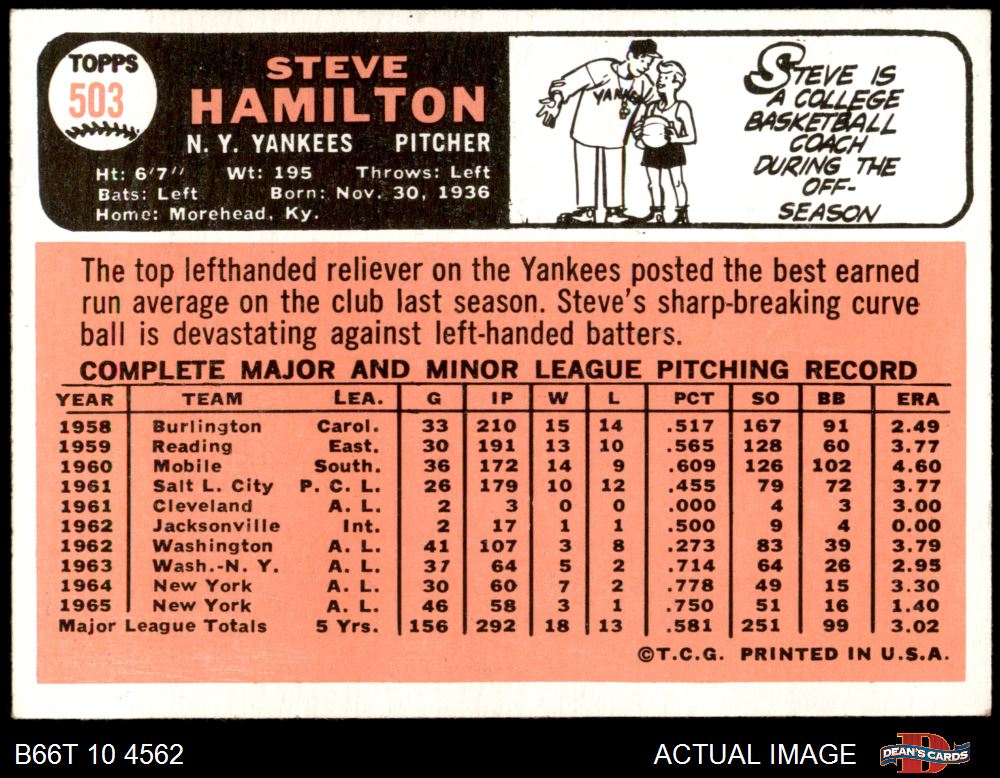 TOPPS
503
STEVE
HAMILTON
N. Y. YANKEES PITCHER
Ht: 6'7" Wt: 195 Throws: Left
Bats: Left Born: Nov. 30, 1936
Home: Morehead, Ky.
YANKEES
STEVE IS
A COLLEGE
BASKETBALL
COACH
DURING THE
OFF-
SEASON
The top lefthanded reliever on the Yankees posted the best earned
run average on the club last season. Steve's sharp-breaking curve
ball is devastating against left-handed batters.
COMPLETE MAJOR AND MINOR LEAGUE PITCHING RECORD
YEAR TEAM LEA. G IP W L PCT SO BB ERA
1958 Burlington Carol. 33 210 15 14 .517 167 91 2.49
1959 Reading East. 30 191 13 10 .565 128 60 3.77
1960 Mobile South. 36 172 14 9 .609 126 102 4.60
1961 Salt L. City P. C. L. 26 179 10 12 .455 79 72 3.77
1961 Cleveland A. L. 2 3 0 0 .000 4 3 3.00
1962 Jacksonville Int. 2 17 1 1 .500 9 4 0.00
1962 Washington A. L. 41 107 3 8 .273 83 39 3.79
1963 Wash.-N. Y. A. L. 37 64 5 2 .714 64 26 2.95
1964 New York A. L. 30 60 7 2 .778 49 15 3.30
1965 New York A. L. 46 58 3 1 .750 51 16 1.40
Major League Totals 5 Yrs. 156 292 18 13 .581 251 99 3.02
©T.C.G. PRINTED IN U.S.A.
B66T 10 4562 ACTUAL IMAGE DEAN'S CARDS